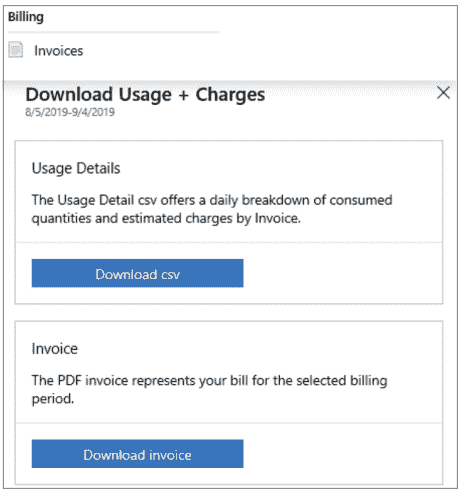 Billing
Invoices
Download Usage + Charges
8/5/2019-9/4/2019
Usage Details
The Usage Detail csv offers a daily breakdown of consumed
quantities and estimated charges by Invoice.
Download csv
Invoice
The PDF invoice represents your bill for the selected billing
period.
Download invoice